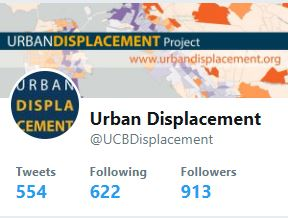 URBANDISPLACEMENT Project
www.urbandisplacement.org
URBAN
DISPLA
CEMENT
Urban Displacement
@UCBDisplacement
Tweets Following Followers
554 622 913